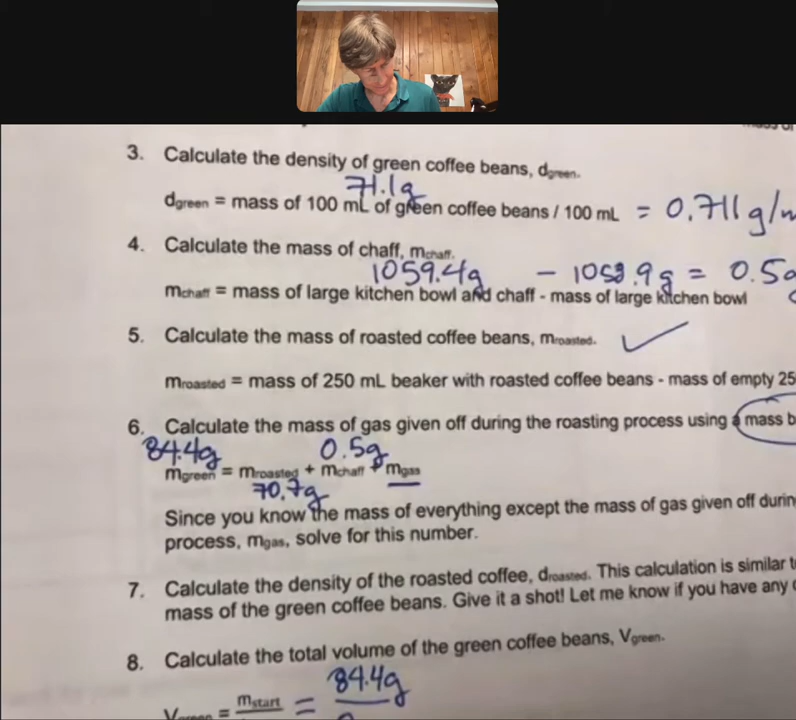 3. Calculate the density of green coffee beans, dgreen.
71.1g
dgreen = mass of 100 mL of green coffee beans / 100 mL = 0.711 g/m
4. Calculate the mass of chaff, mchaff.
1059.4g - 1058.9g = 0.5g
mchaff = mass of large kitchen bowl and chaff - mass of large kitchen bowl
5. Calculate the mass of roasted coffee beans, mroasted.
mroasted = mass of 250 mL beaker with roasted coffee beans - mass of empty 25
6. Calculate the mass of gas given off during the roasting process using a mass b
84.4g 0.5g
mgreen = mroasted + mchaff + mgas
70.7g
Since you know the mass of everything except the mass of gas given off durin
process, mgas, solve for this number.
7. Calculate the density of the roasted coffee, droasted. This calculation is similar t
mass of the green coffee beans. Give it a shot! Let me know if you have any
8. Calculate the total volume of the green coffee beans, Vgreen.
84.4g
Vgreen = mstart =